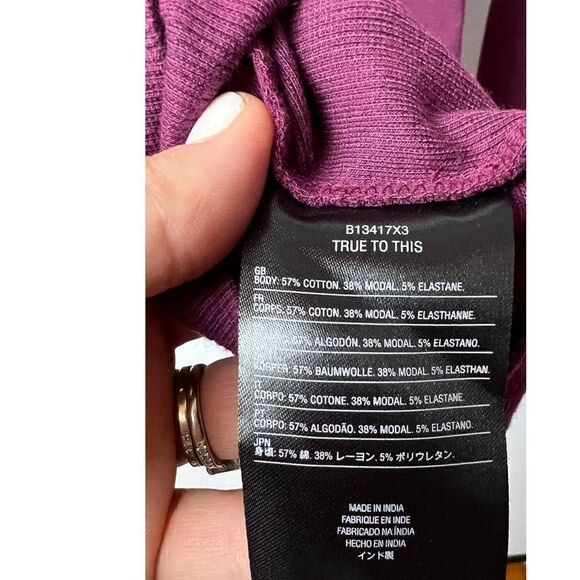 B13417X3
TRUE TO THIS
GB
BODY: 57% COTTON. 38% MODAL. 5% ELASTANE.
FR
CORPS: 57% COTON. 38% MODAL. 5% ELASTHANNE.
ALGODÓN. 38% MODAL. 5% ELASTANO.
RPER: 57% BAUMWOLLE. 38% MODAL. 5% ELASTHAN.
IT
CORPO: 57% COTONE. 38% MODAL. 5% ELASTAN.
PT
CORPO: 57% ALGODÃO. 38% MODAL. 5% ELASTANO.
JPN
身頃: 57% 綿. 38% レーヨン. 5% ポリウレタン.
MADE IN INDIA
FABRIQUE EN INDE
FABRICADO NA ÍNDIA
HECHO EN INDIA
インド製